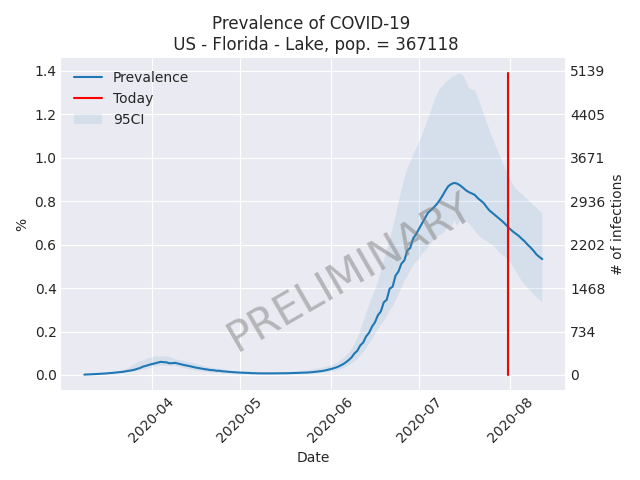 Prevalence of COVID-19
US - Florida - Lake, pop. = 367118
Prevalence
Today
95CI
PRELIMINARY
%
1.4
1.2
1.0
0.8
0.6
0.4
0.2
0.0
5139
4405
3671
2936
2202
1468
734
0
# of infections
2020-04
2020-05
2020-06
2020-07
2020-08
Date